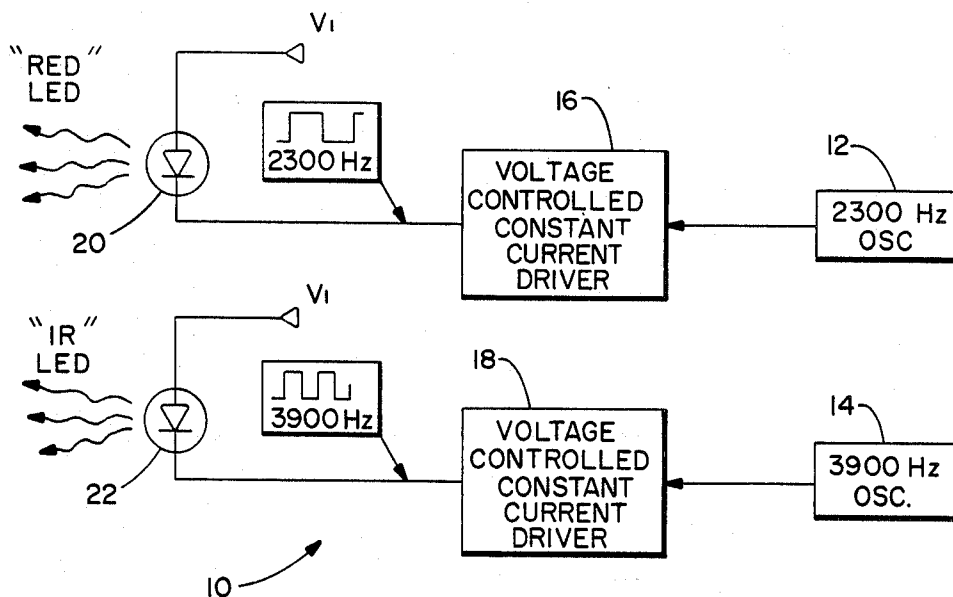 V1
"RED"
LED
2300 Hz
16
VOLTAGE
CONTROLLED
CONSTANT
CURRENT
DRIVER
12
2300 Hz
OSC
20
V1
"IR"
LED
3900 Hz
18
VOLTAGE
CONTROLLED
CONSTANT
CURRENT
DRIVER
14
3900 Hz
OSC.
22
10